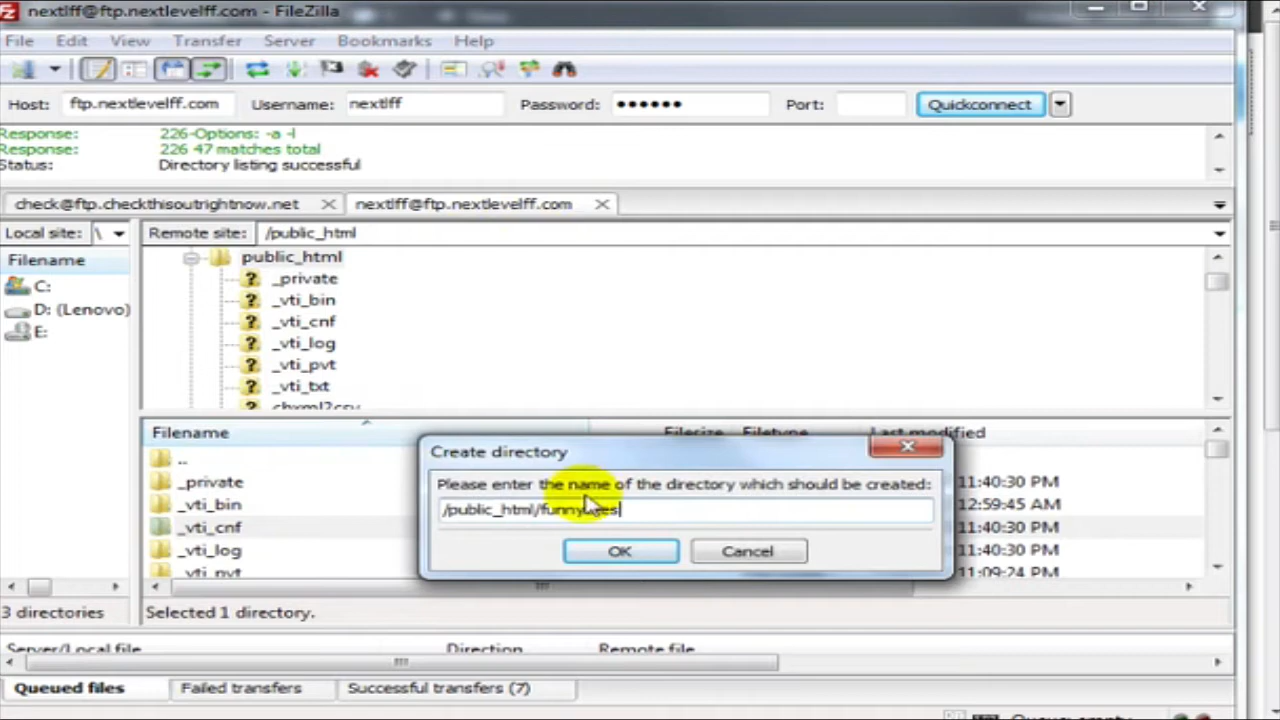 nextlff@ftp.nextlevelff.com - FileZilla
File Edit View Transfer Server Bookmarks Help
Host: ftp.nextlevelff.com Username: nextlff Password: ●●●●●● Port: Quickconnect
Response: 226-Options: -a -l
Response: 226 47 matches total
Status: Directory listing successful
check@ftp.checkthisoutrightnow.net nextlff@ftp.nextlevelff.com
Local site: \ Remote site: /public_html
Filename
C:
D: (Lenovo)
E:
public_html
_private
_vti_bin
_vti_cnf
_vti_log
_vti_pvt
_vti_txt
cbxml2csv
Filename Filesize Filetype Last modified
..
_private 11:40:30 PM
_vti_bin 12:59:45 AM
_vti_cnf 11:40:30 PM
_vti_log 11:40:30 PM
_vti_pvt 11:09:24 PM
Create directory
Please enter the name of the directory which should be created:
OK Cancel
3 directories Selected 1 directory.
Server/Local file Direction Remote file
Queued files Failed transfers Successful transfers (7)
Queue: empty